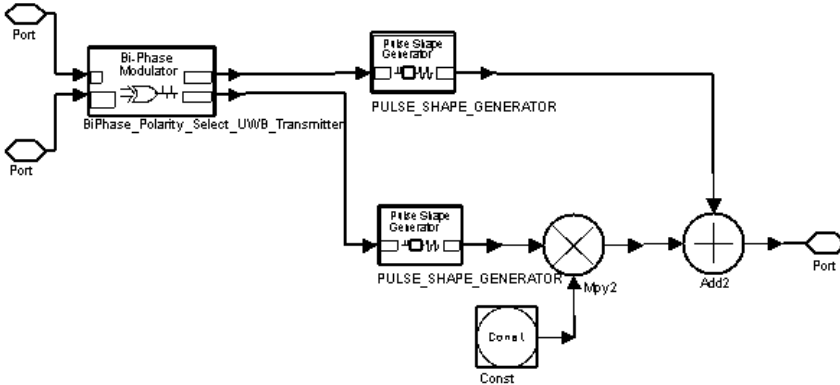 Port
Bi-Phase
Modulator
BiPhase_Polarity_Select_UWB_Transmitter
Pulse Shape
Generator
PULSE_SHAPE_GENERATOR
Port
Pulse Shape
Generator
PULSE_SHAPE_GENERATOR
Mpy2
Add2
Port
Const
Const